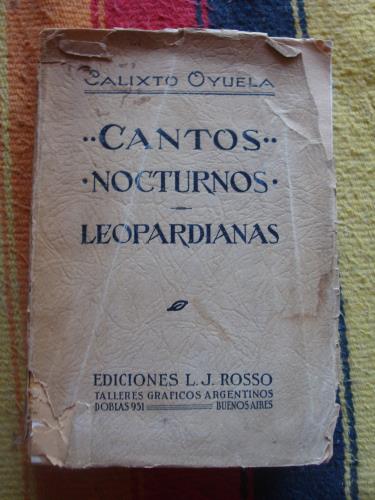 CALIXTO OYUELA
··CANTOS··
·NOCTURNOS·
LEOPARDIANAS
EDICIONES L. J. ROSSO
TALLERES GRAFICOS ARGENTINOS
DOBLAS 951 BUENOS AIRES